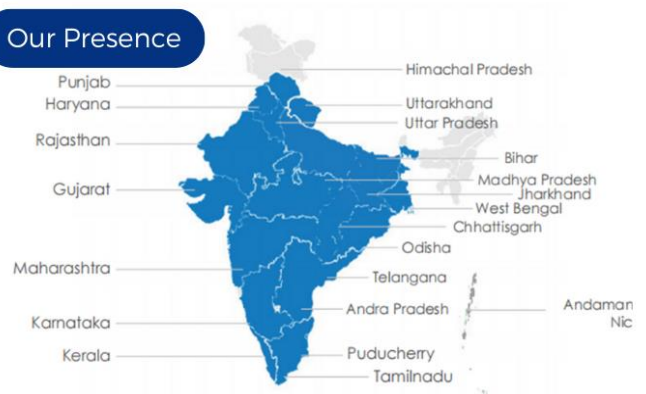 Our Presence
Himachal Pradesh
Punjab
Haryana
Uttarakhand
Uttar Pradesh
Rajasthan
Bihar
Madhya Pradesh
Gujarat
Jharkhand
West Bengal
Chhattisgarh
Odisha
Maharashtra
Telangana
Andra Pradesh
Andaman
Nic
Karnataka
Kerala
Puducherry
Tamilnadu